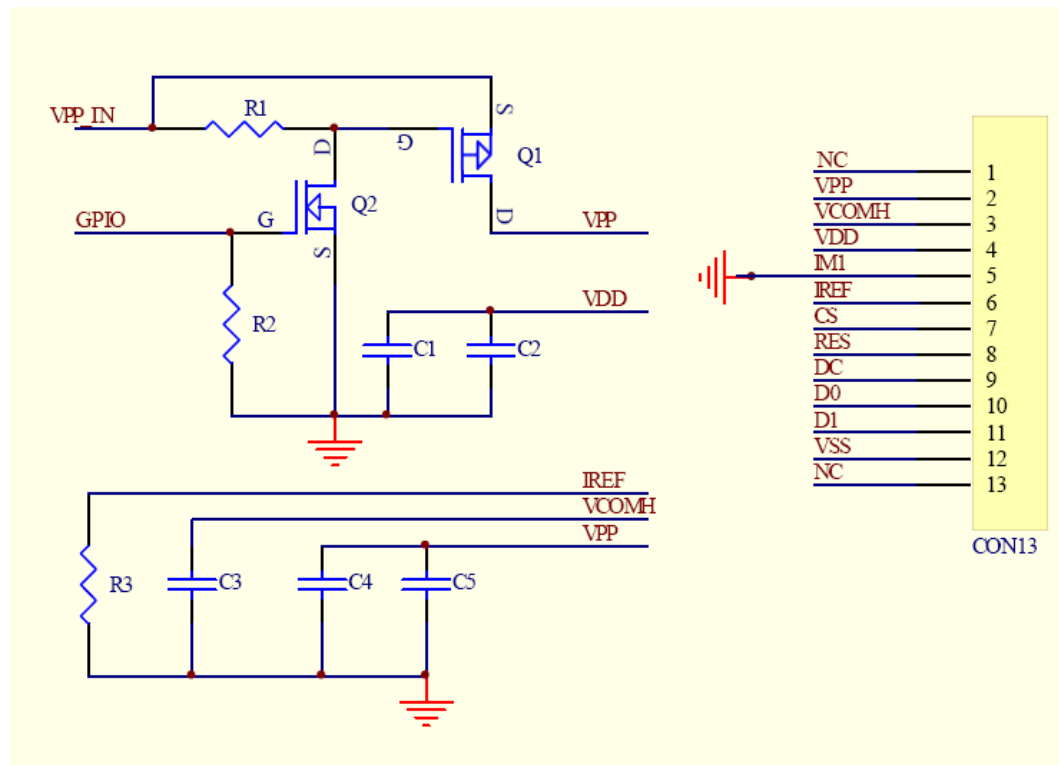 R1
VPP_IN
S
D
G
Q1
Q2
GPIO
G
D
VPP
S
VDD
R2
C1
C2
IREF
VCOMH
VPP
R3
C3
C4
C5
NC 1
VPP 2
VCOMH 3
VDD 4
IM1 5
IREF 6
CS 7
RES 8
DC 9
D0 10
D1 11
VSS 12
NC 13
CON13